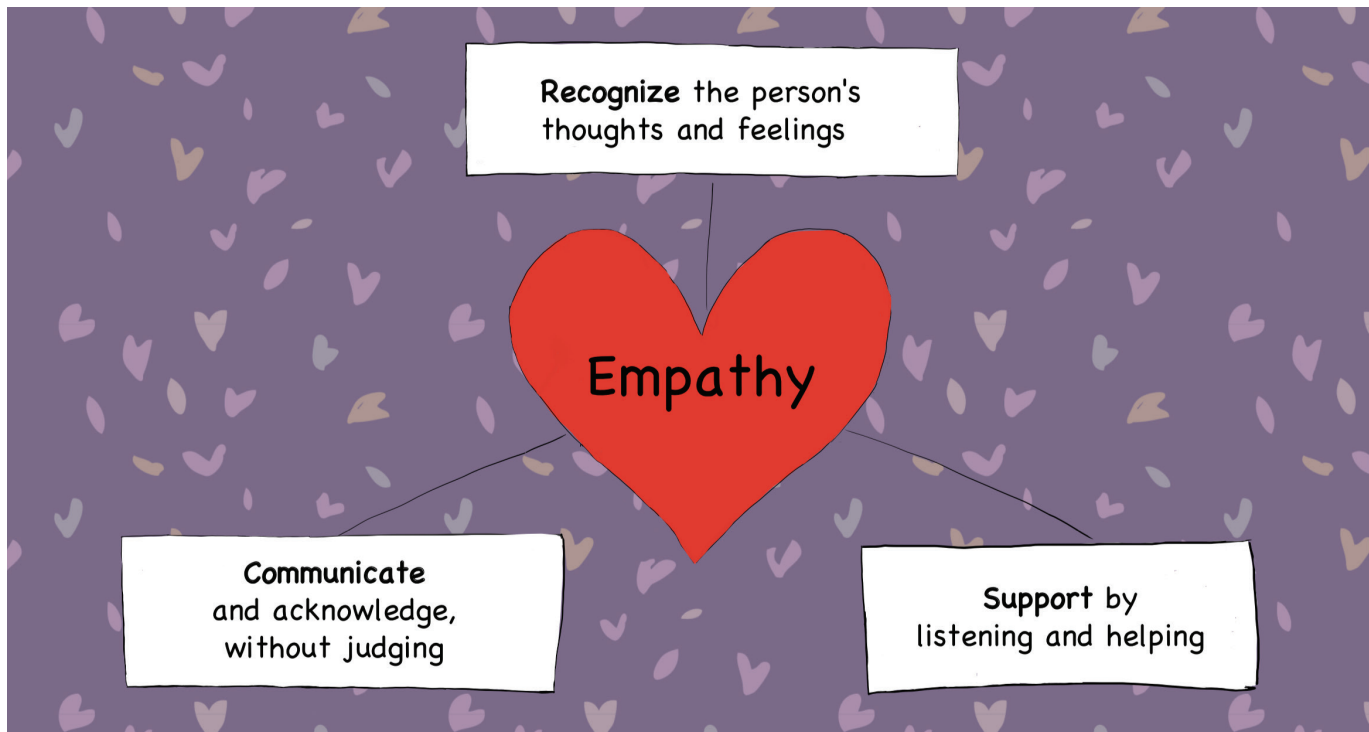 Recognize the person's
thoughts and feelings
Empathy
Communicate
and acknowledge,
without judging
Support by
listening and helping